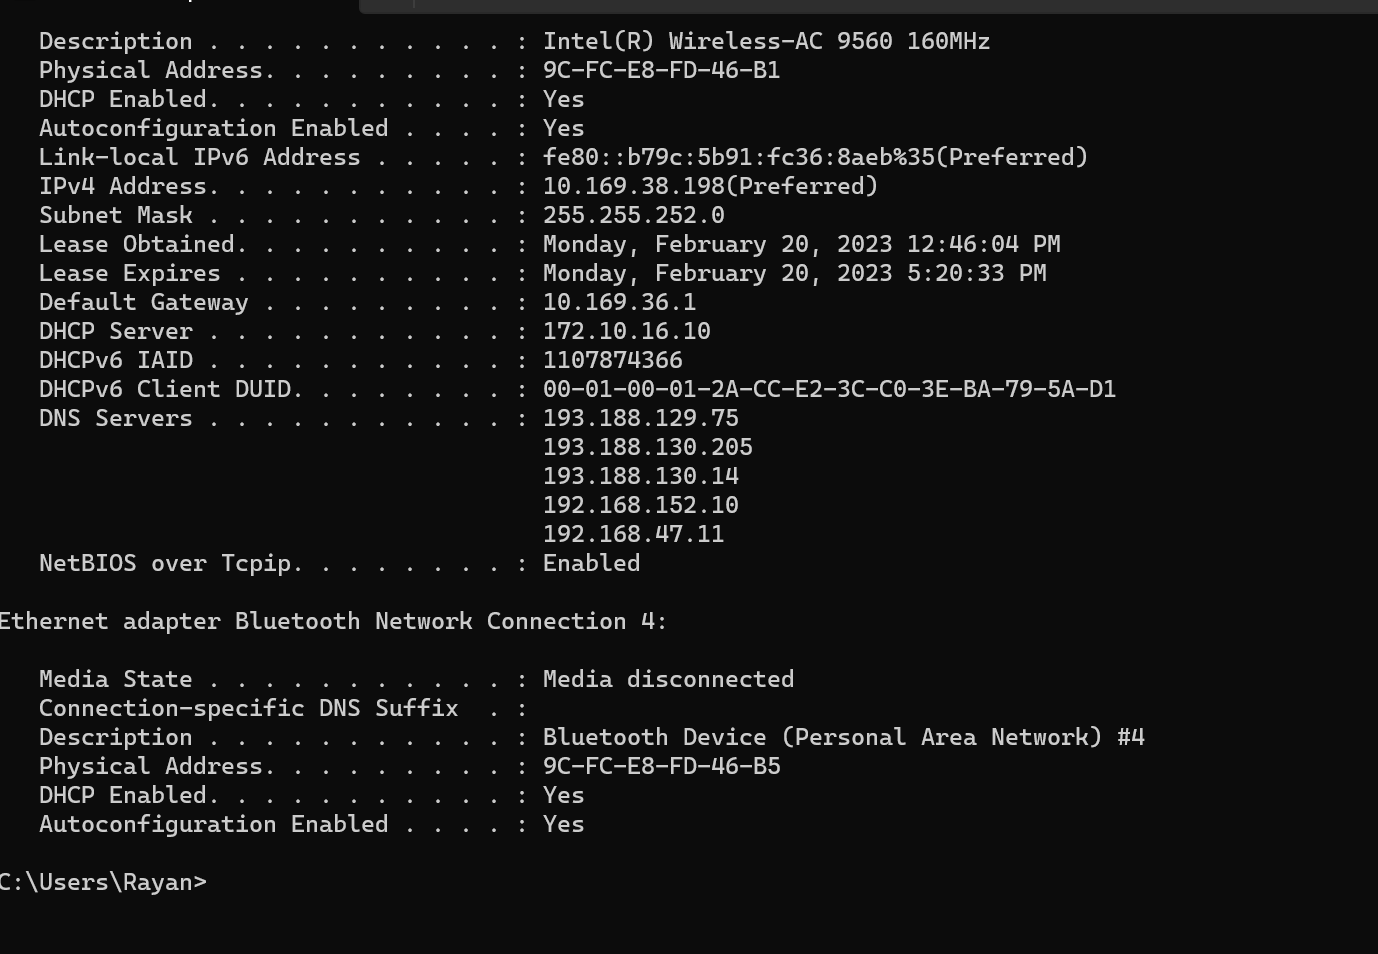 Description . . . . . . . . . . . : Intel(R) Wireless-AC 9560 160MHz
Physical Address. . . . . . . . . : 9C-FC-E8-FD-46-B1
DHCP Enabled. . . . . . . . . . . : Yes
Autoconfiguration Enabled . . . . : Yes
Link-local IPv6 Address . . . . . : fe80::b79c:5b91:fc36:8aeb%35(Preferred)
IPv4 Address. . . . . . . . . . . : 10.169.38.198(Preferred)
Subnet Mask . . . . . . . . . . . : 255.255.252.0
Lease Obtained. . . . . . . . . . : Monday, February 20, 2023 12:46:04 PM
Lease Expires . . . . . . . . . . : Monday, February 20, 2023 5:20:33 PM
Default Gateway . . . . . . . . . : 10.169.36.1
DHCP Server . . . . . . . . . . . : 172.10.16.10
DHCPv6 IAID . . . . . . . . . . . : 1107874366
DHCPv6 Client DUID. . . . . . . . : 00-01-00-01-2A-CC-E2-3C-C0-3E-BA-79-5A-D1
DNS Servers . . . . . . . . . . . : 193.188.129.75
193.188.130.205
193.188.130.14
192.168.152.10
192.168.47.11
NetBIOS over Tcpip. . . . . . . . : Enabled
Ethernet adapter Bluetooth Network Connection 4:
Media State . . . . . . . . . . . : Media disconnected
Connection-specific DNS Suffix  . :
Description . . . . . . . . . . . : Bluetooth Device (Personal Area Network) #4
Physical Address. . . . . . . . . : 9C-FC-E8-FD-46-B5
DHCP Enabled. . . . . . . . . . . : Yes
Autoconfiguration Enabled . . . . : Yes
C:\Users\Rayan>